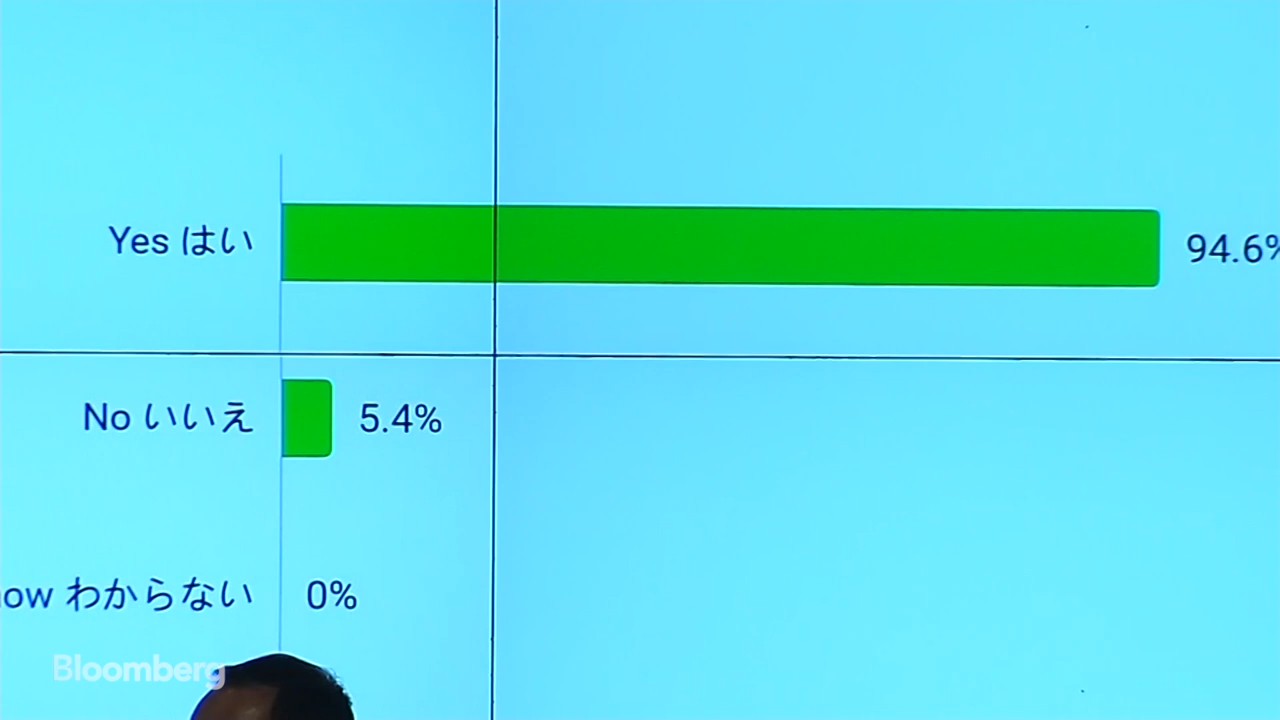 Yes はい
94.6%
No いいえ
5.4%
わからない
0%
Bloomberg